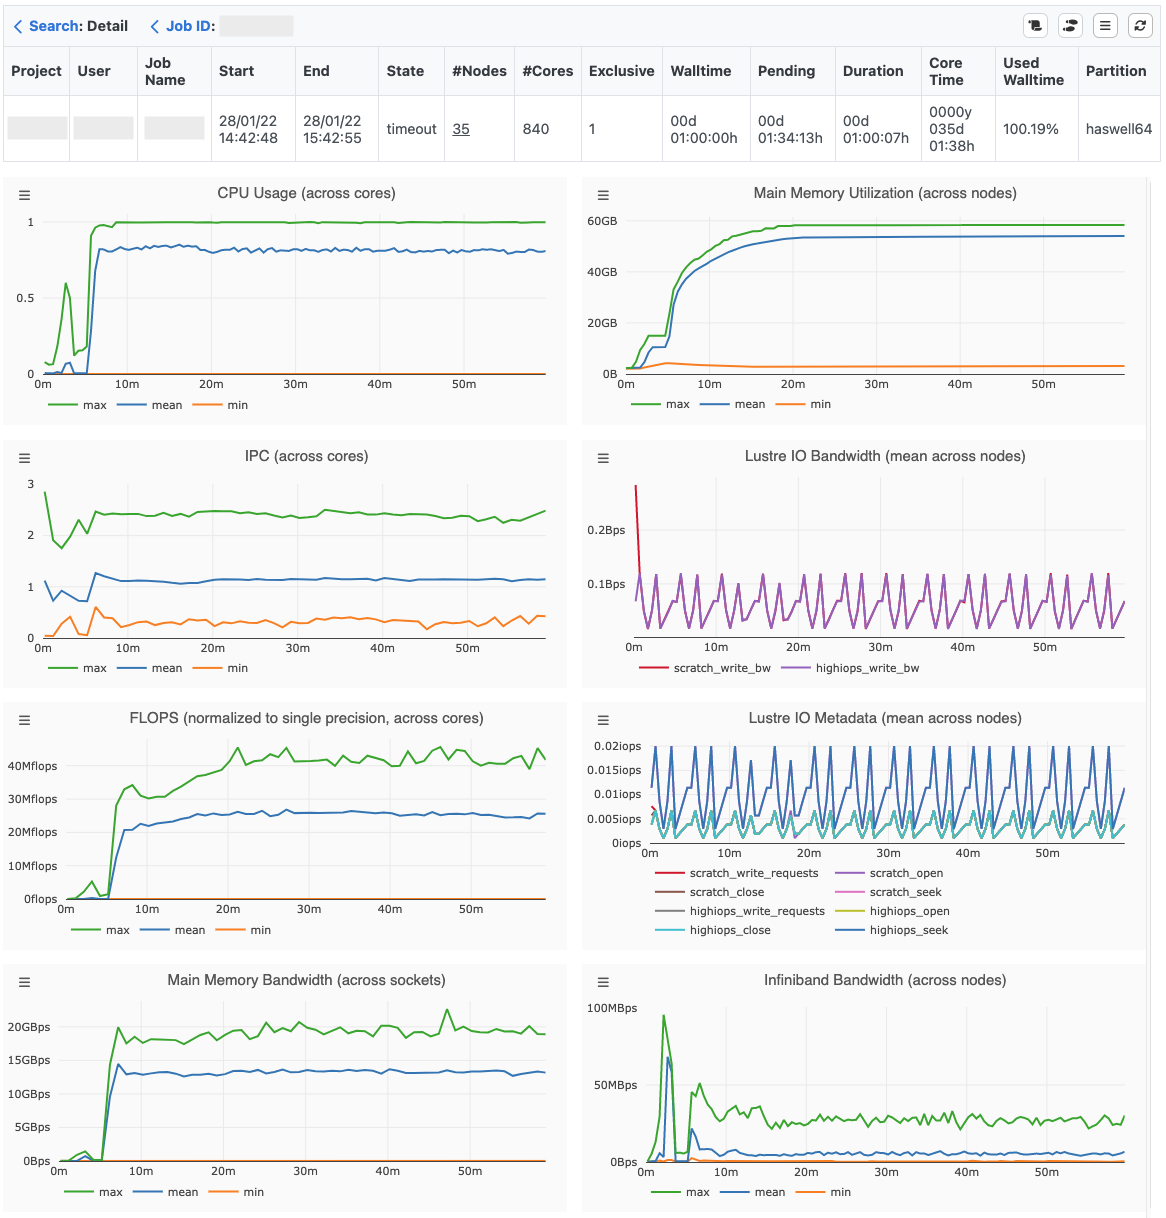 Search: Detail Job ID:
Project User Job Name Start End State #Nodes #Cores Exclusive Walltime Pending Duration Core Time Used Walltime Partition
28/01/22 14:42:48 28/01/22 15:42:55 timeout 35 840 1 00d 01:00:00h 00d 01:34:13h 00d 01:00:07h 0000y 035d 01:38h 100.19% haswell64
CPU Usage (across cores)
1
0.5
0
0m 10m 20m 30m 40m 50m
max mean min
Main Memory Utilization (across nodes)
60GB
40GB
20GB
0B
0m 10m 20m 30m 40m 50m
max mean min
IPC (across cores)
3
2
1
0
0m 10m 20m 30m 40m 50m
max mean min
Lustre IO Bandwidth (mean across nodes)
0.2Bps
0.1Bps
0m 10m 20m 30m 40m 50m
scratch_write_bw highiops_write_bw
FLOPS (normalized to single precision, across cores)
40Mflops
30Mflops
20Mflops
10Mflops
0flops
0m 10m 20m 30m 40m 50m
max mean min
Lustre IO Metadata (mean across nodes)
0.02iops
0.015iops
0.01iops
0.005iops
0iops
0m 10m 20m 30m 40m 50m
scratch_write_requests scratch_open
scratch_close scratch_seek
highiops_write_requests highiops_open
highiops_close highiops_seek
Main Memory Bandwidth (across sockets)
20GBps
15GBps
10GBps
5GBps
0Bps
0m 10m 20m 30m 40m 50m
max mean min
Infiniband Bandwidth (across nodes)
100MBps
50MBps
0Bps
0m 10m 20m 30m 40m 50m
max mean min